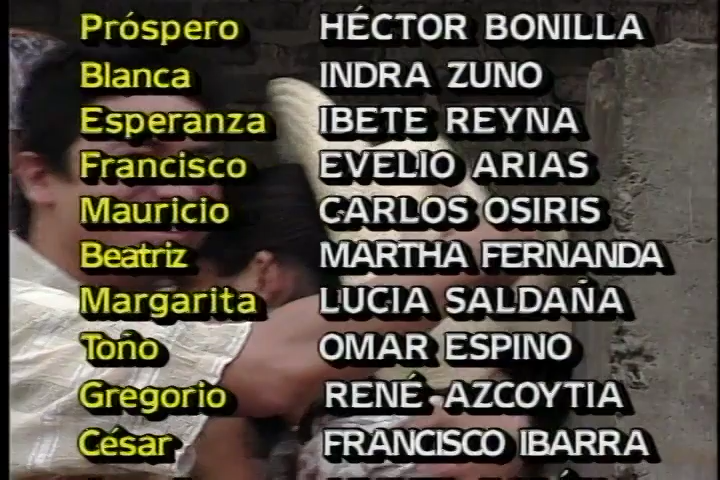 Próspero HÉCTOR BONILLA
Blanca INDRA ZUNO
Esperanza IBETE REYNA
Francisco EVELIO ARIAS
Mauricio CARLOS OSIRIS
Beatriz MARTHA FERNANDA
Margarita LUCIA SALDAÑA
Toño OMAR ESPINO
Gregorio RENÉ AZCOYTIA
César FRANCISCO IBARRA